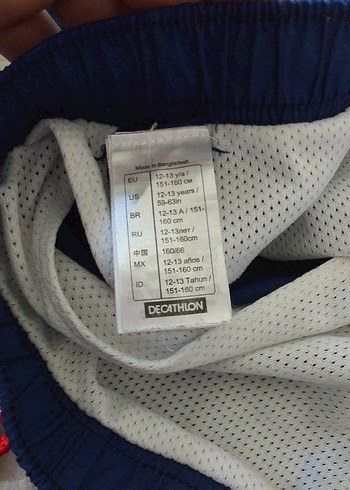 Made in Bangladesh
EU 12-13 y/a /
151-160 см
US 12-13 years /
59-63in
BR 12-13 A / 151-
160 cm
RU 12-13лет /
151-160cm
中国 160/66
MX 12-13 años /
151-160 cm
ID 12-13 Tahun /
151-160 cm
DECATHLON